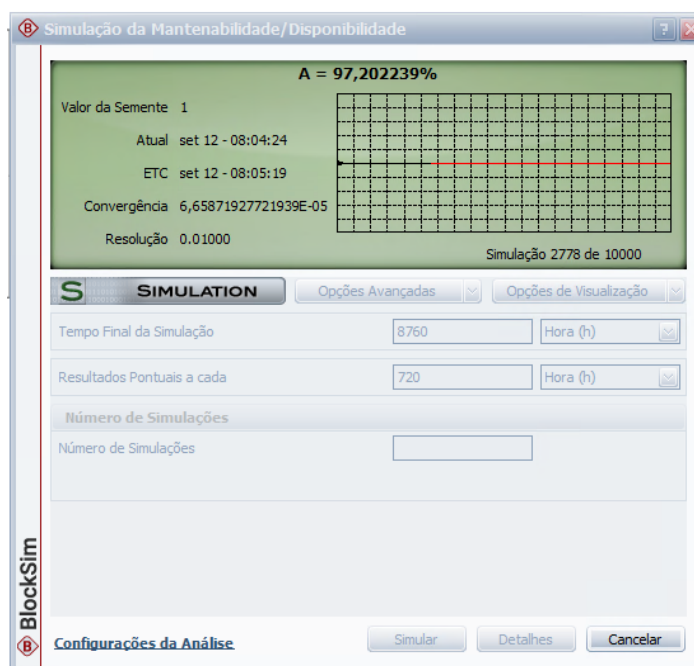 Simulação da Mantenabilidade/Disponibilidade
A = 97,202239%
Valor da Semente 1
Atual set 12 - 08:04:24
ETC set 12 - 08:05:19
Convergência 6,65871927721939E-05
Resolução 0.01000
Simulação 2778 de 10000
S SIMULATION
Opções Avançadas
Opções de Visualização
Tempo Final da Simulação 8760 Hora (h)
Resultados Pontuais a cada 720 Hora (h)
Número de Simulações
Número de Simulações
BlockSim
Configurações da Análise
Simular
Detalhes
Cancelar